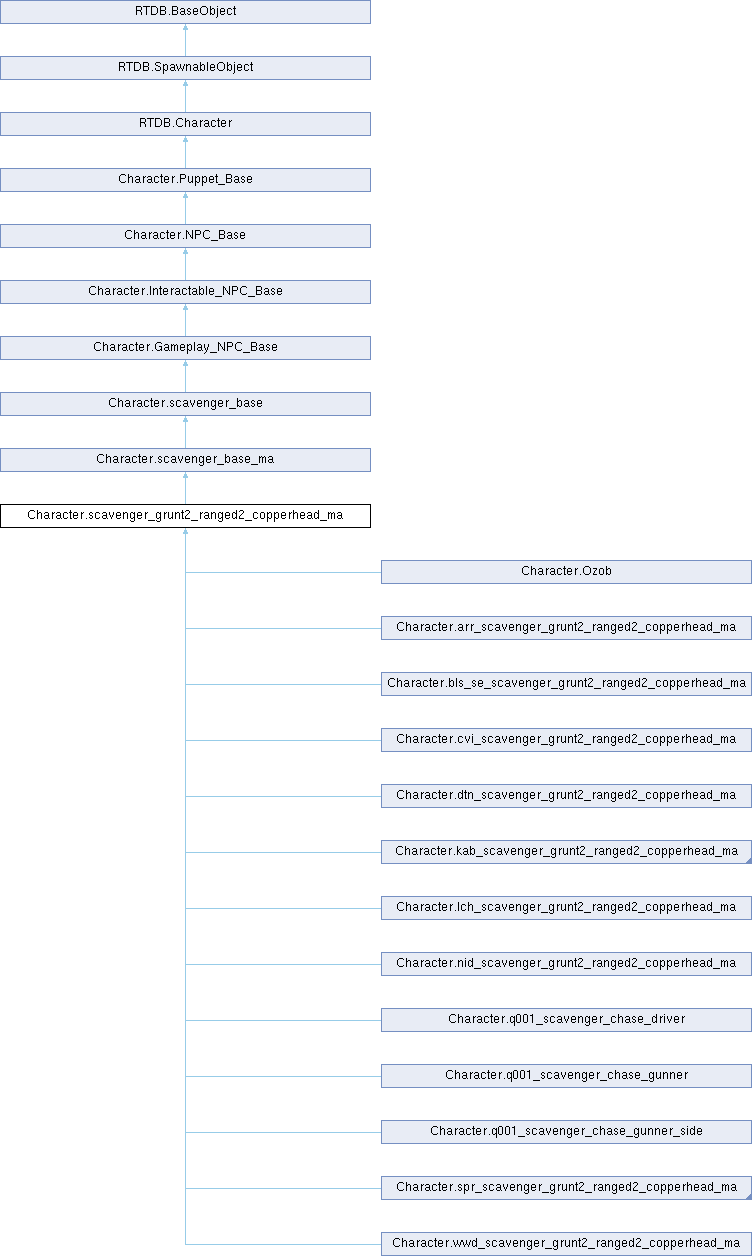 RTDB.BaseObject
RTDB.SpawnableObject
RTDB.Character
Character.Puppet_Base
Character.NPC_Base
Character.Interactable_NPC_Base
Character.Gameplay_NPC_Base
Character.scavenger_base
Character.scavenger_base_ma
Character.scavenger_grunt2_ranged2_copperhead_ma
Character.Ozob
Character.arr_scavenger_grunt2_ranged2_copperhead_ma
Character.bls_se_scavenger_grunt2_ranged2_copperhead_ma
Character.cvi_scavenger_grunt2_ranged2_copperhead_ma
Character.dtn_scavenger_grunt2_ranged2_copperhead_ma
Character.kab_scavenger_grunt2_ranged2_copperhead_ma
Character.lch_scavenger_grunt2_ranged2_copperhead_ma
Character.nid_scavenger_grunt2_ranged2_copperhead_ma
Character.q001_scavenger_chase_driver
Character.q001_scavenger_chase_gunner
Character.q001_scavenger_chase_gunner_side
Character.spr_scavenger_grunt2_ranged2_copperhead_ma
Character.wwd_scavenger_grunt2_ranged2_copperhead_ma